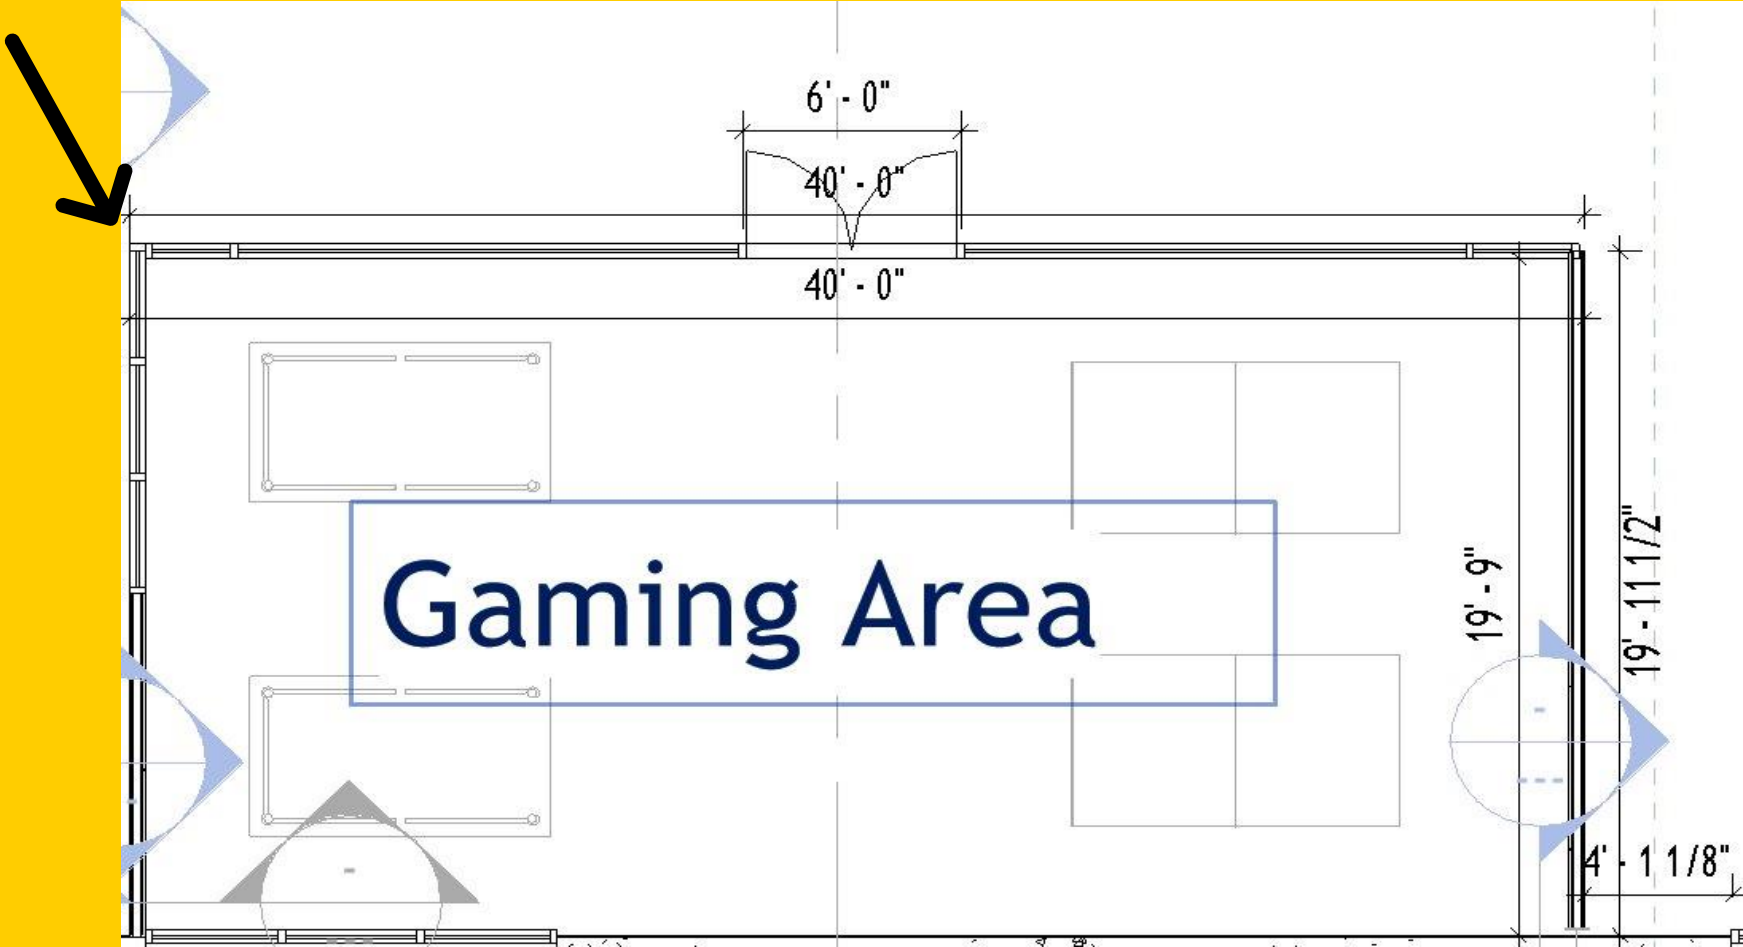 6' - 0"
40' - 0"
40' - 0"
Gaming Area
19' - 9"
19' - 11 1/2"
4' - 1 1/8"